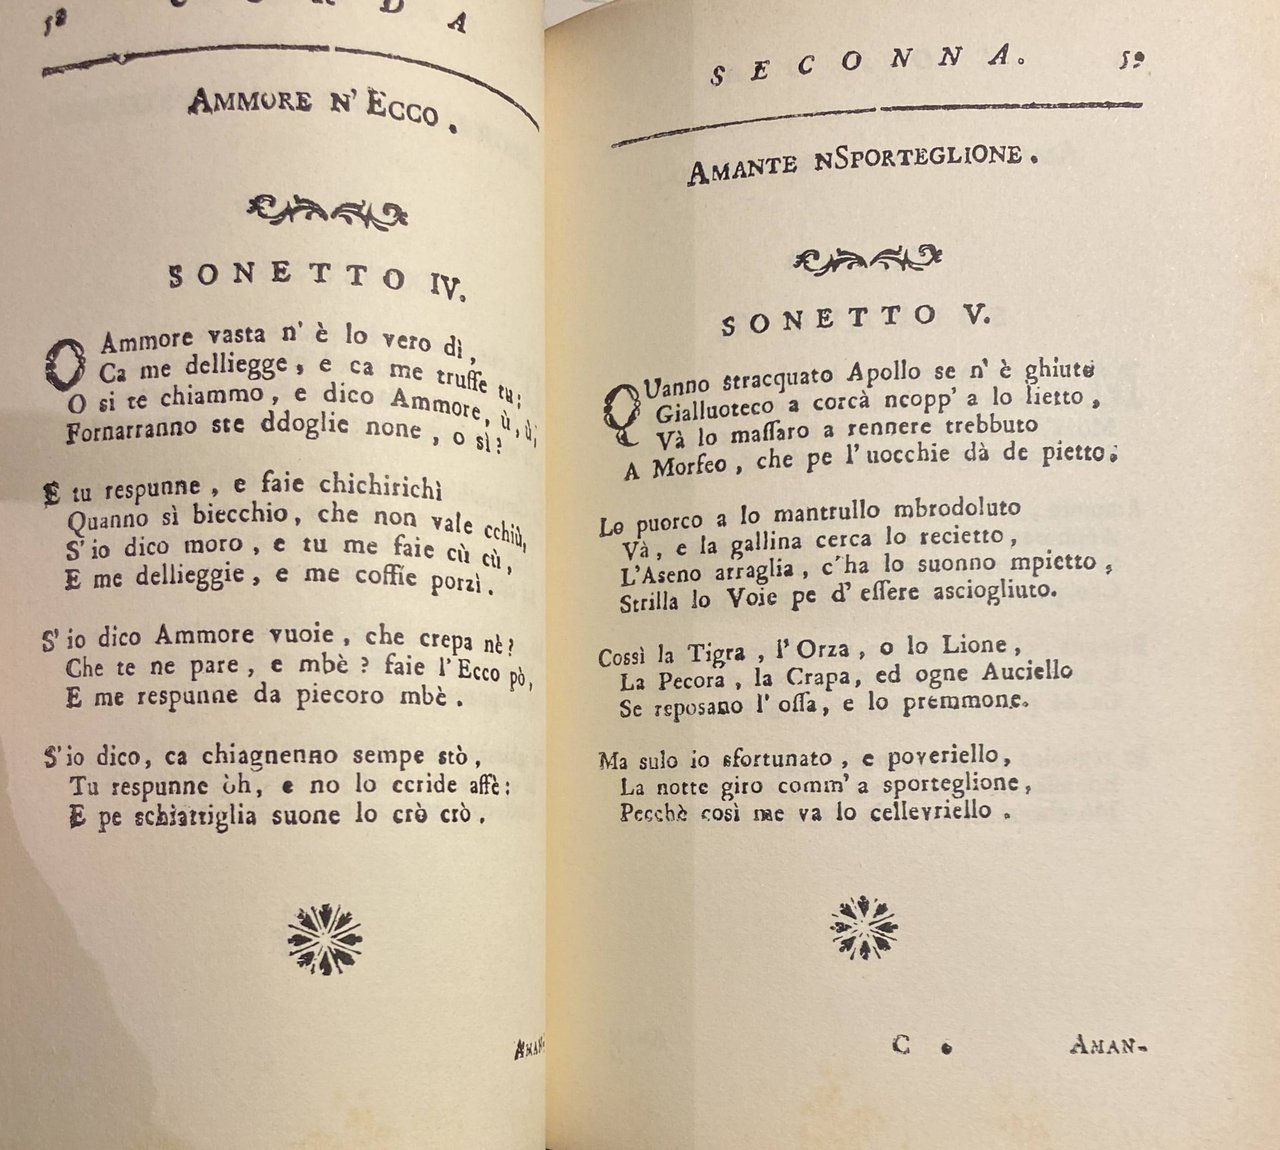 58 CORDA
AMMORE N' ECCO.
SONETTO IV.
O Ammore vasta n' è lo vero dì,
Ca me delliegge, e ca me truffe tu;
O si te chiammo, e dico Ammore, ù, ù,
Fornarranno ste ddoglie none, o sì?
E tu respunne, e faie chichirichì
Quanno sì biecchio, che non vale cchiù,
S' io dico moro, e tu me faie cù cù,
E me dellieggie, e me coffie porzì.
S' io dico Ammore vuoie, che crepa nè?
Che te ne pare, e mbè? faie l' Ecco pò,
E me respunne da piecoro mbè.
S' io dico, ca chiagnenno sempe stò,
Tu respunne òh, e no lo ccride affè:
E pe schiattiglia suone lo crò crò.
AMAN-
SECONNA. 59
AMANTE NSPORTEGLIONE.
SONETTO V.
QUanno stracquato Apollo se n' è ghiuto
Gialluoteco a corcà ncopp' a lo lietto,
Và lo massaro a rennere trebbuto
A Morfeo, che pe l' uocchie dà de pietto.
Lo puorco a lo mantrullo mbrodoluto
Và, e la gallina cerca lo recietto,
L'Aseno arraglia, c'ha lo suonno mpietto,
Strilla lo Voie pe d' essere asciogliuto.
Cossì la Tigra, l' Orza, o lo Lione,
La Pecora, la Crapa, ed ogne Auciello
Se reposano l' ossa, e lo premmone.
Ma sulo io sfortunato, e poveriello,
La notte giro comm' a sporteglione,
Pecchè così me va lo cellevriello.
C . AMAN-